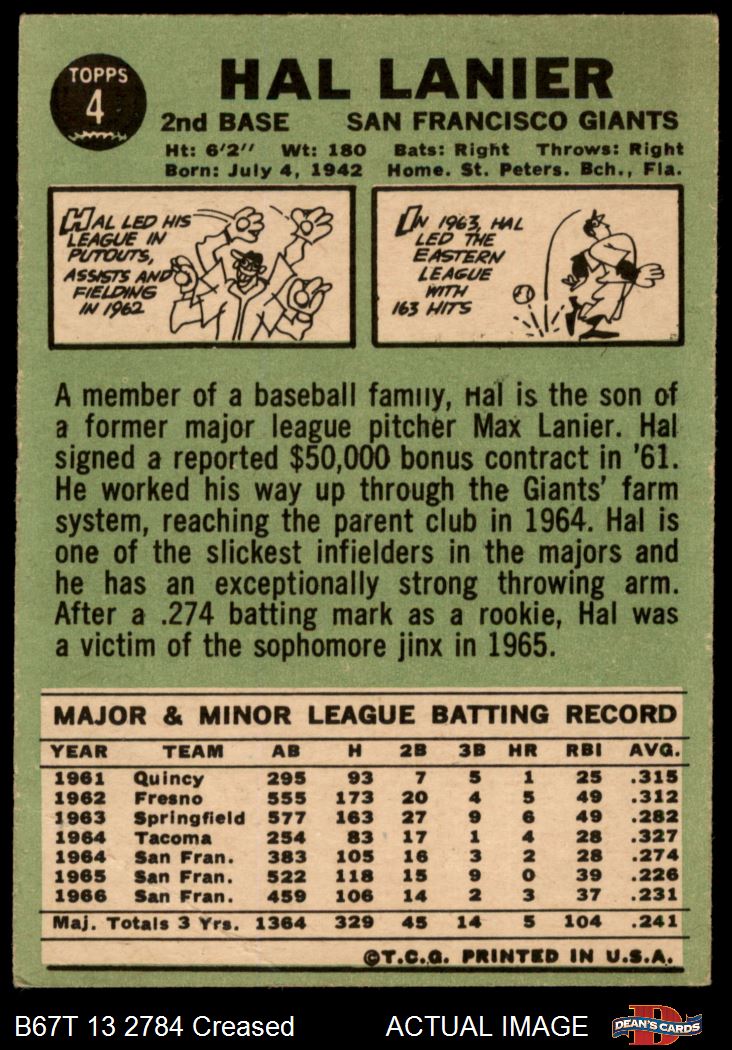 TOPPS
4
HAL LANIER
2nd BASE SAN FRANCISCO GIANTS
Ht: 6'2" Wt: 180 Bats: Right Throws: Right
Born: July 4, 1942 Home. St. Peters. Bch., Fla.
HAL LED HIS
LEAGUE IN
PUTOUTS,
ASSISTS AND
FIELDING
IN 1962
IN 1963, HAL
LED THE
EASTERN
LEAGUE
WITH
163 HITS
A member of a baseball family, Hal is the son of
a former major league pitcher Max Lanier. Hal
signed a reported $50,000 bonus contract in '61.
He worked his way up through the Giants' farm
system, reaching the parent club in 1964. Hal is
one of the slickest infielders in the majors and
he has an exceptionally strong throwing arm.
After a .274 batting mark as a rookie, Hal was
a victim of the sophomore jinx in 1965.
MAJOR & MINOR LEAGUE BATTING RECORD
YEAR TEAM AB H 2B 3B HR RBI AVG.
1961 Quincy 295 93 7 5 1 25 .315
1962 Fresno 555 173 20 4 5 49 .312
1963 Springfield 577 163 27 9 6 49 .282
1964 Tacoma 254 83 17 1 4 28 .327
1964 San Fran. 383 105 16 3 2 28 .274
1965 San Fran. 522 118 15 9 0 39 .226
1966 San Fran. 459 106 14 2 3 37 .231
Maj. Totals 3 Yrs. 1364 329 45 14 5 104 .241
©T.C.G. PRINTED IN U.S.A.
B67T 13 2784 Creased ACTUAL IMAGE
D
DEAN'S CARDS